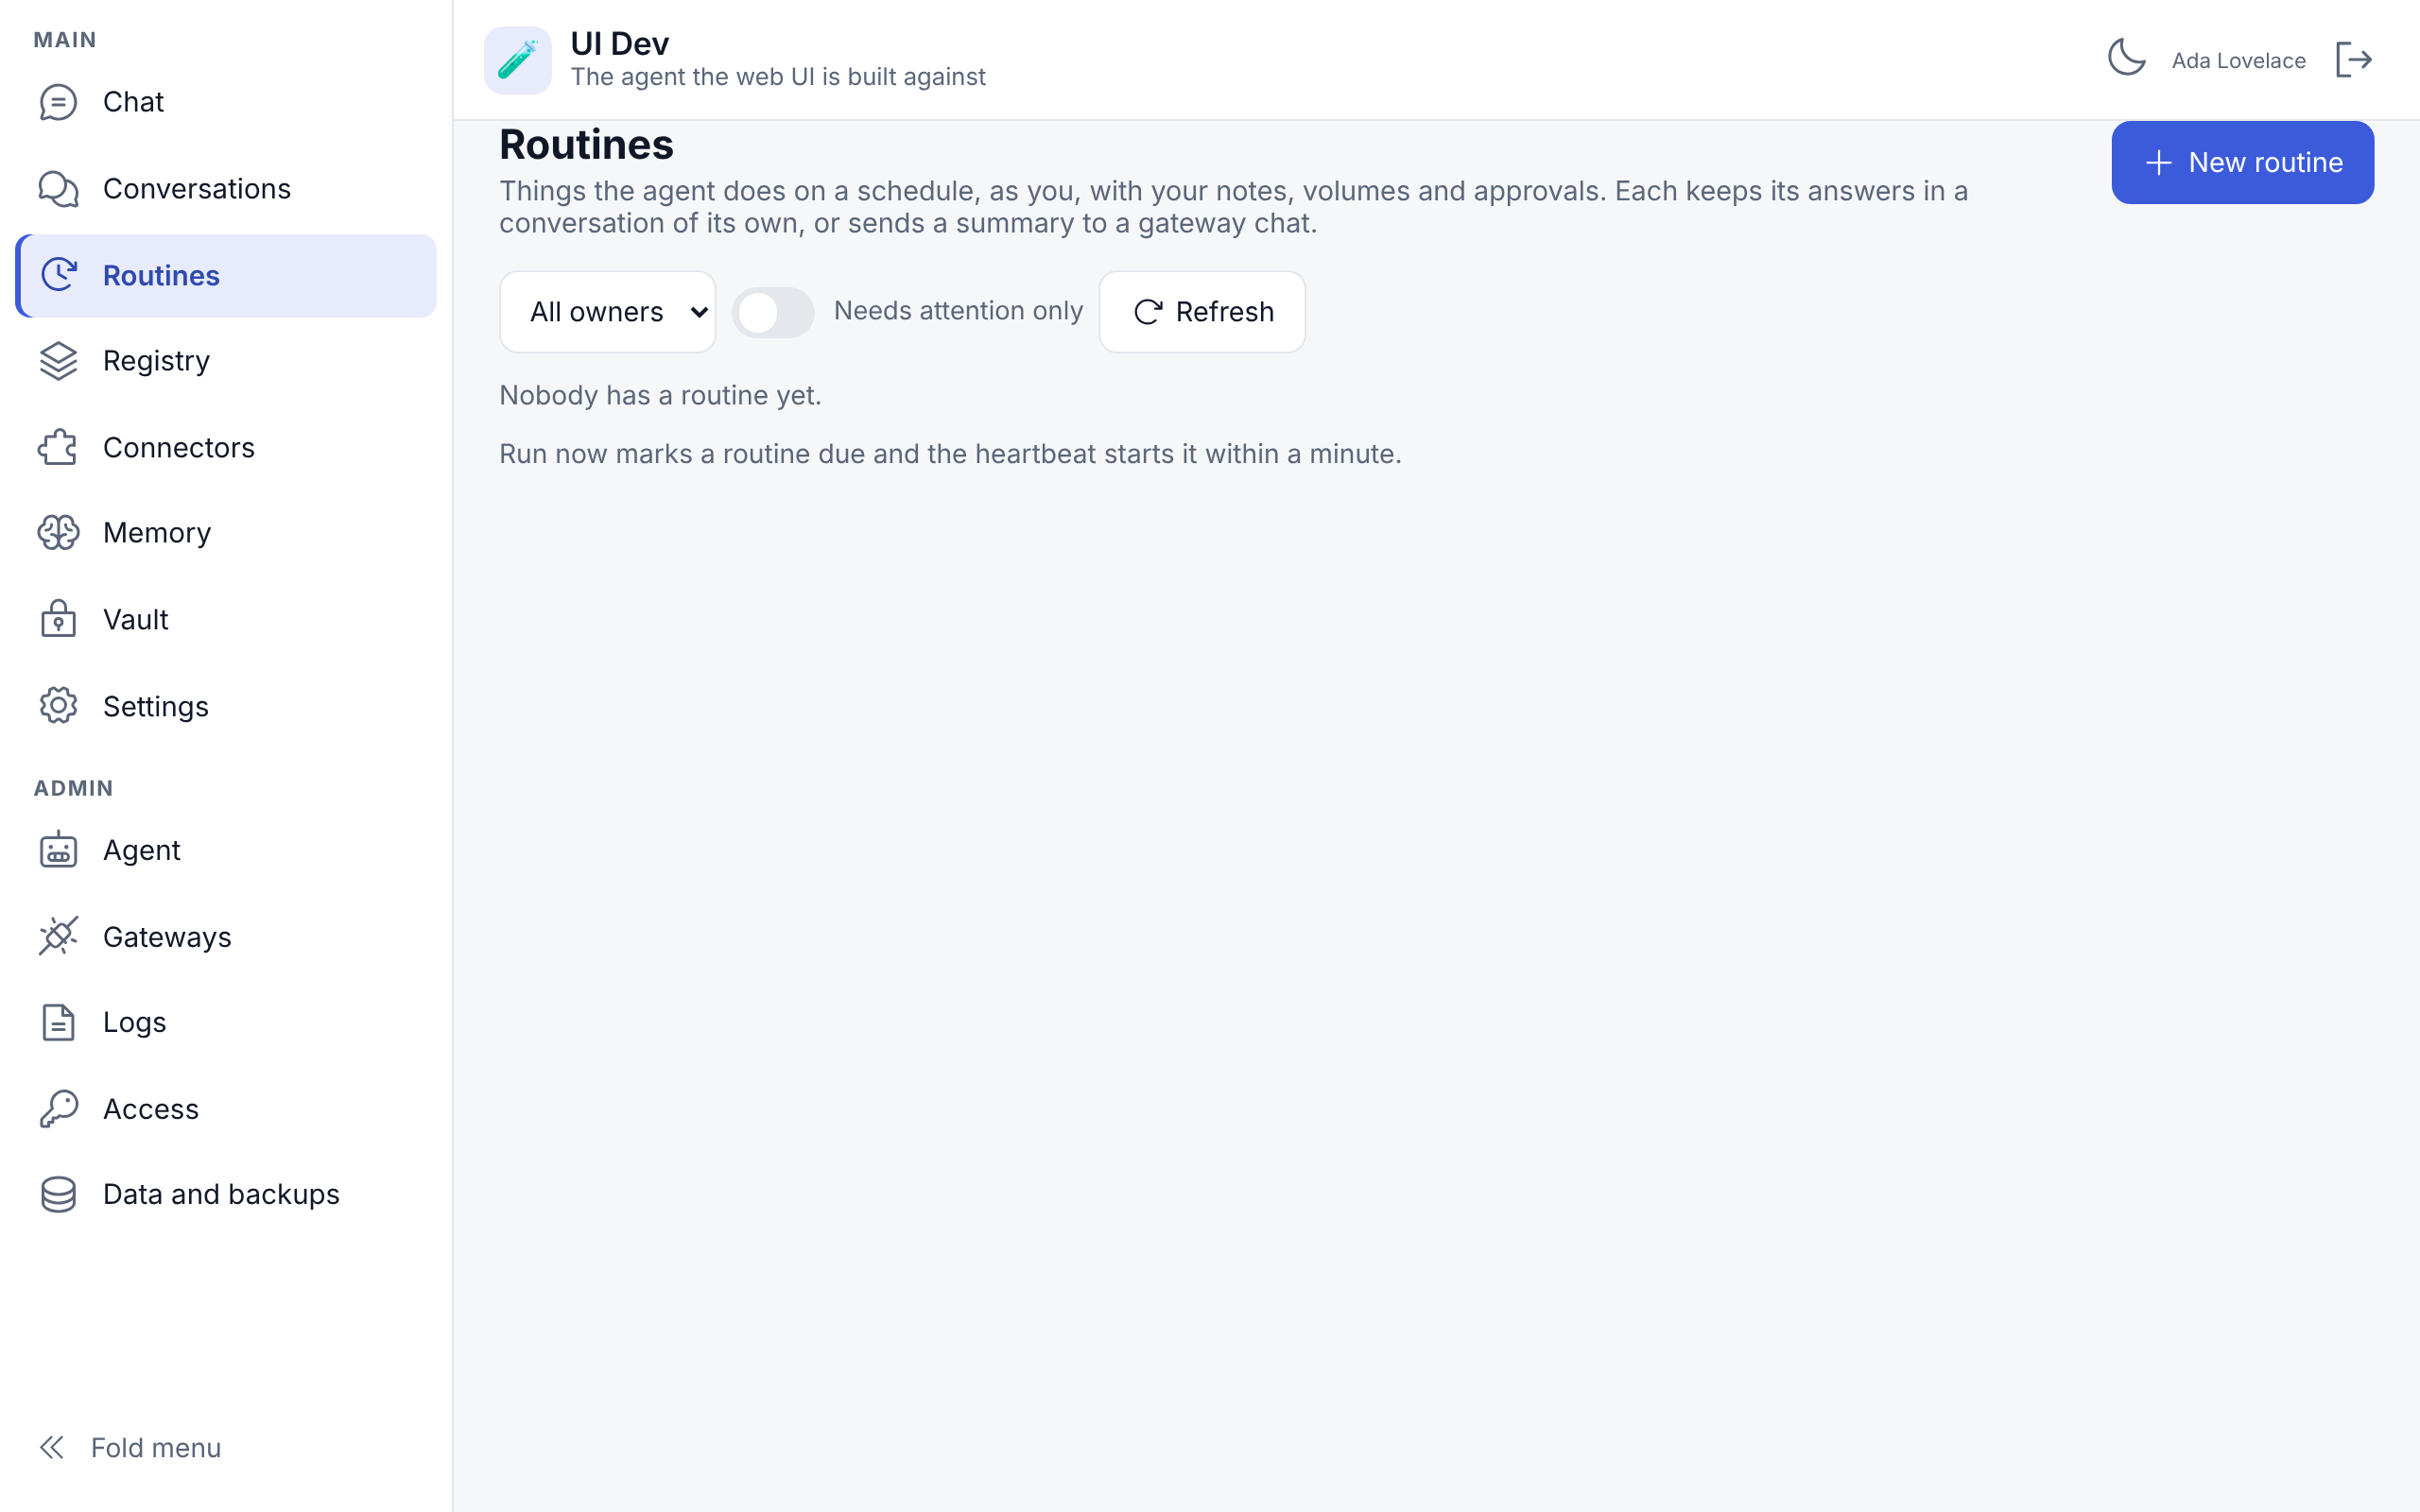 MAIN
Chat
Conversations
Routines
Registry
Connectors
Memory
Vault
Settings
ADMIN
Agent
Gateways
Logs
Access
Data and backups
Fold menu
UI Dev
The agent the web UI is built against
Ada Lovelace
Routines
Things the agent does on a schedule, as you, with your notes, volumes and approvals. Each keeps its answers in a
conversation of its own, or sends a summary to a gateway chat.
New routine
All owners
Needs attention only
Refresh
Nobody has a routine yet.
Run now marks a routine due and the heartbeat starts it within a minute.